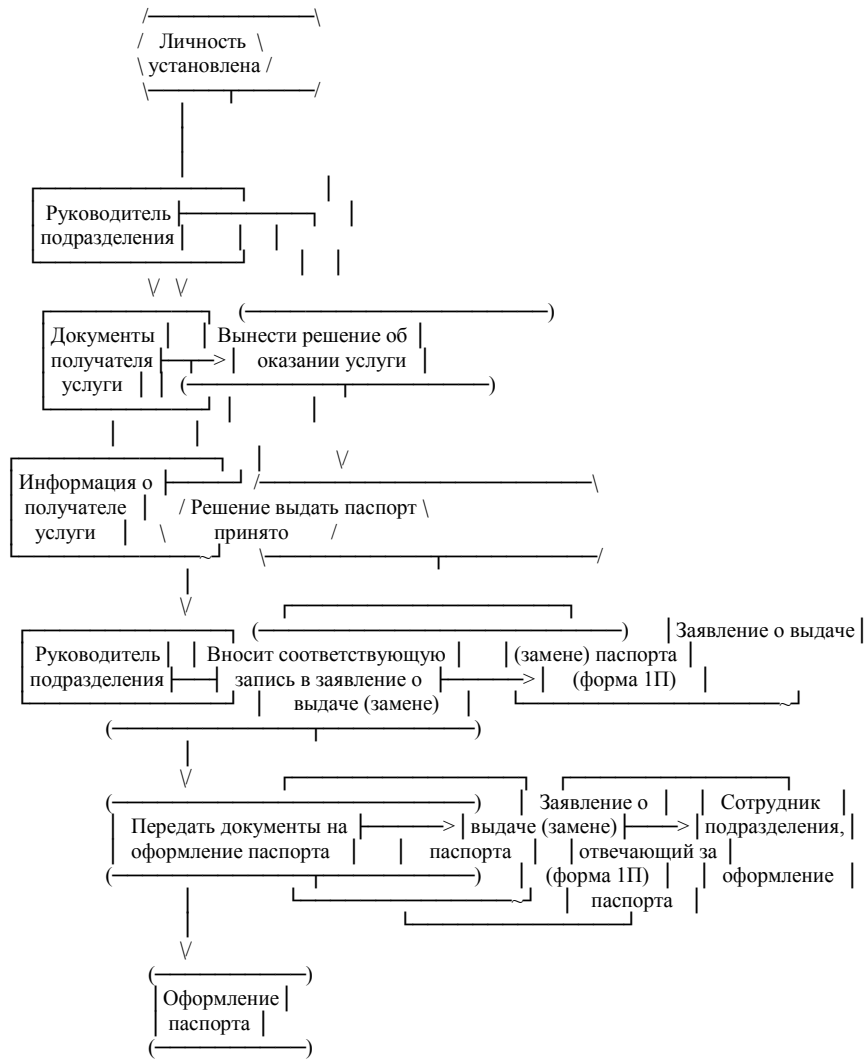 Личность
установлена
Руководитель
подразделения
Документы Вынести решение об
получателя оказании услуги
услуги
Информация о
получателе Решение выдать паспорт
услуги принято
Заявление о выдаче
Руководитель Вносит соответствующую (замене) паспорта
подразделения запись в заявление о (форма 1П)
выдаче (замене)
Заявление о Сотрудник
Передать документы на выдаче (замене) подразделения,
оформление паспорта паспорта отвечающий за
(форма 1П) оформление
паспорта
Оформление
паспорта